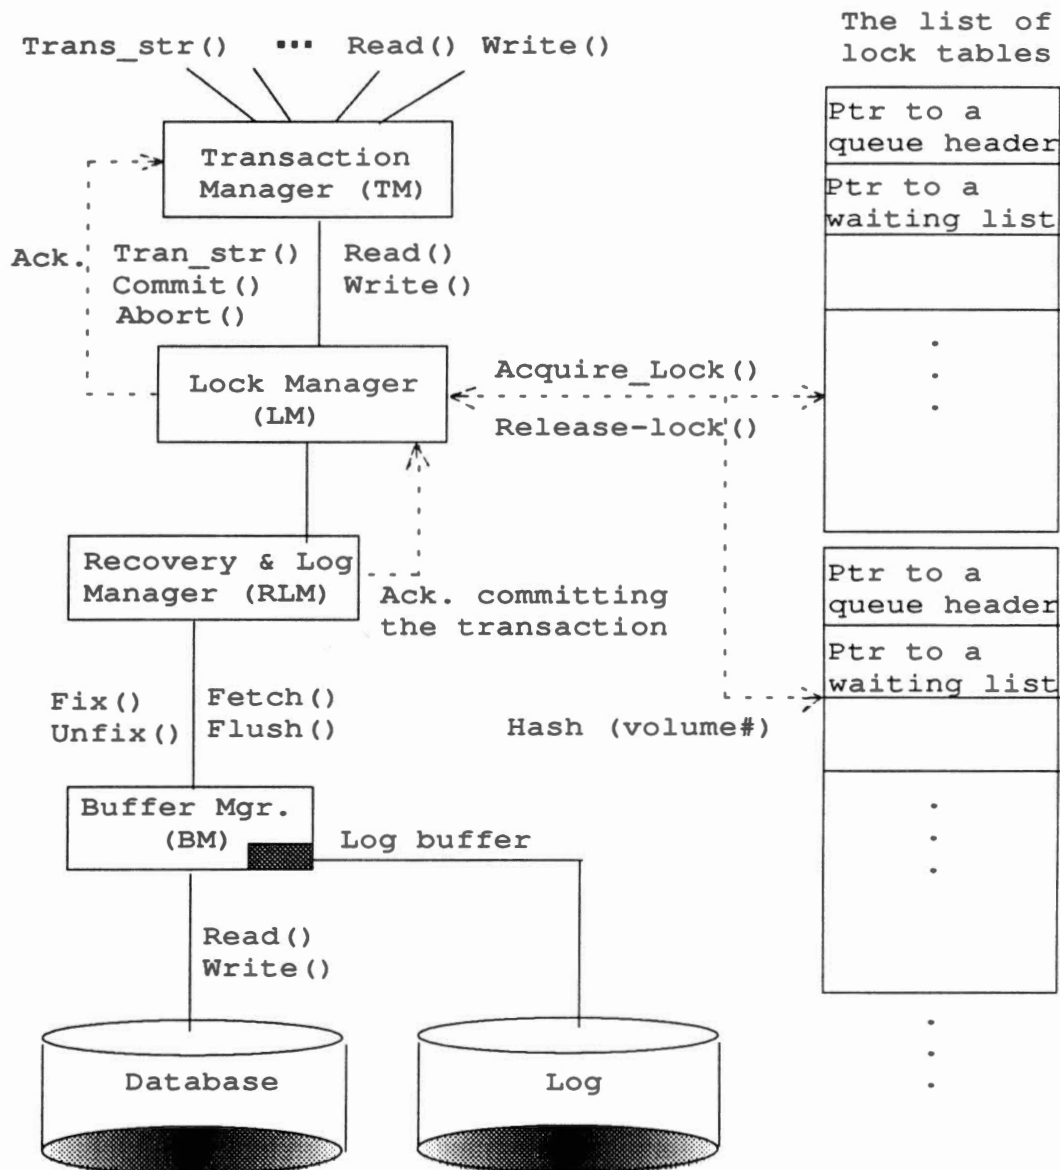 Trans_str() ... Read() Write()
The list of
lock tables
Ptr to a
queue header
Ptr to a
waiting list
Transaction
Manager (TM)
Ack.
Tran_str()
Commit()
Abort()
Read()
Write()
Lock Manager
(LM)
Acquire_Lock()
Release-lock()
Recovery & Log
Manager (RLM)
Ack. committing
the transaction
Ptr to a
queue header
Ptr to a
waiting list
Hash (volume#)
Fix()
Unfix()
Fetch()
Flush()
Buffer Mgr.
(BM)
Log buffer
Read()
Write()
Database
Log